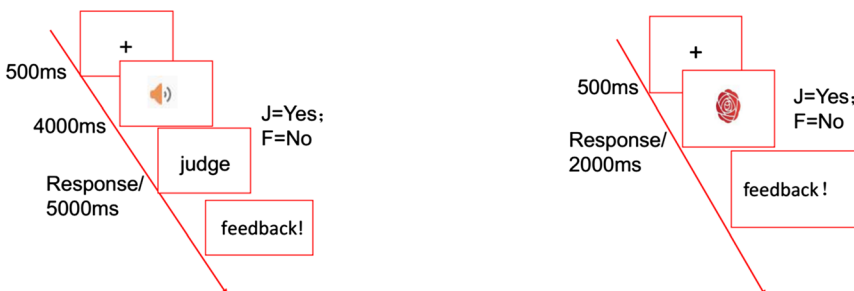 +
500ms
4000ms
J=Yes;
F=No
judge
Response/
5000ms
feedback!
+
500ms
J=Yes;
F=No
Response/
2000ms
feedback!